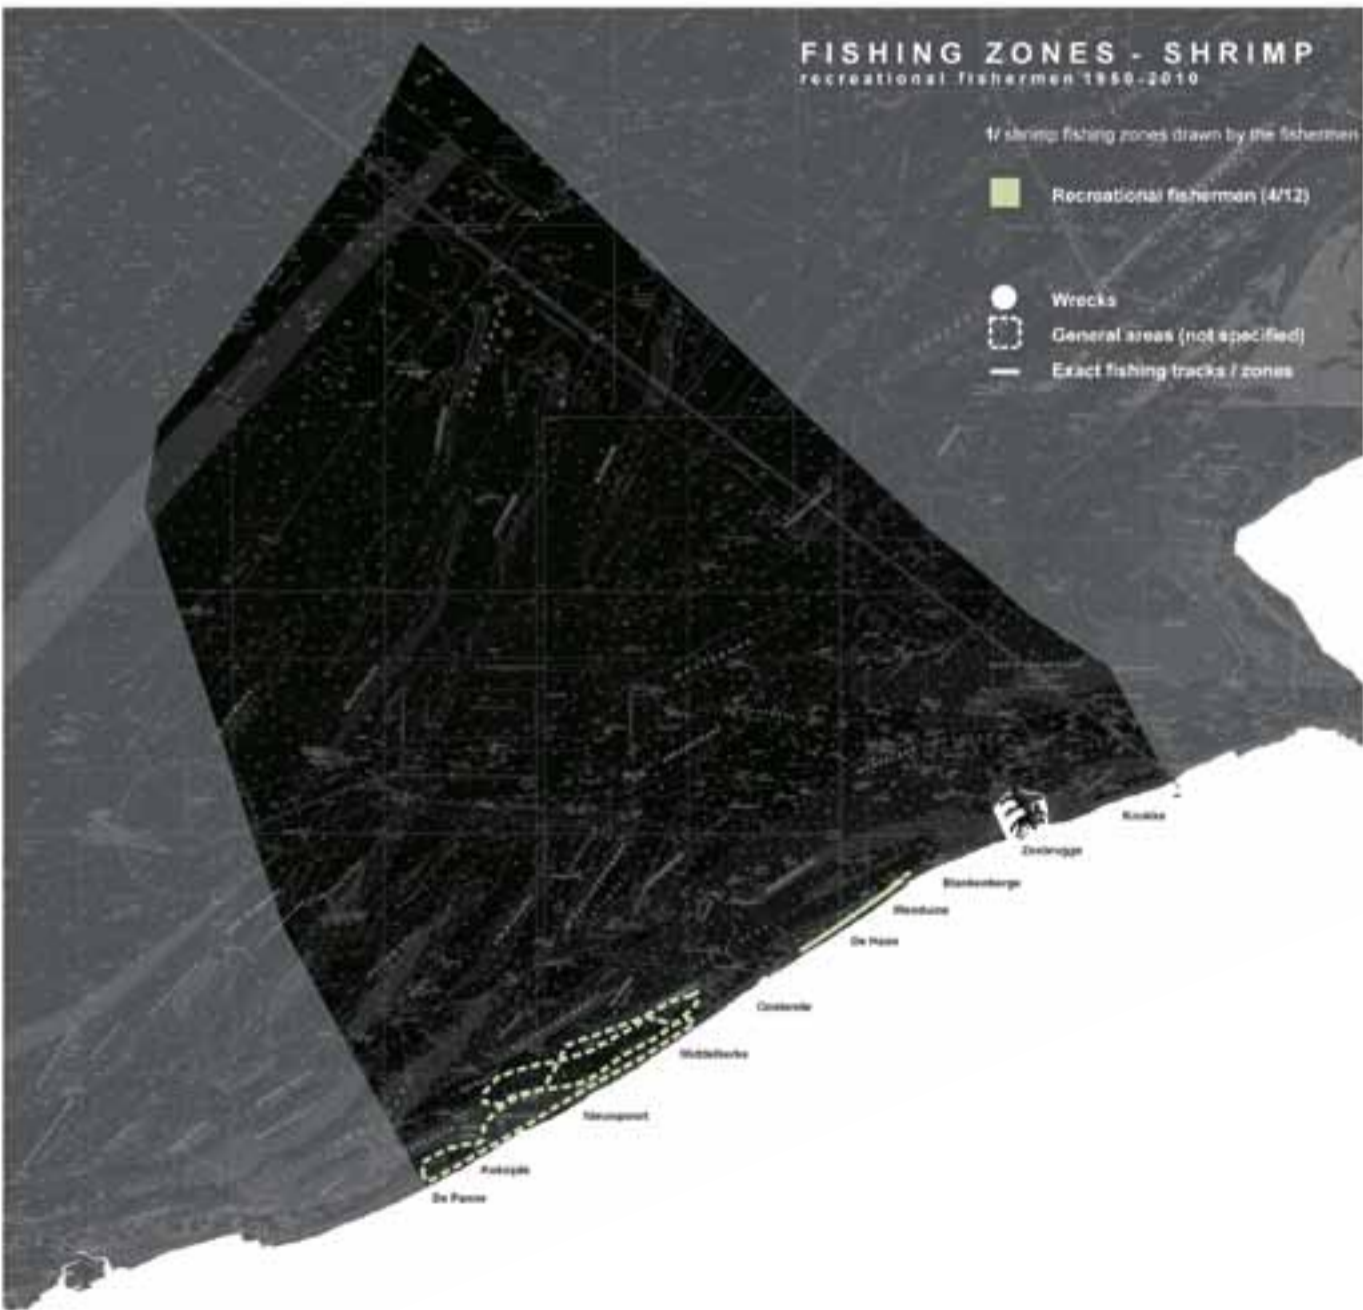 FISHING ZONES - SHRIMP
recreational fishermen 1950-2010
1/ shrimp fishing zones drawn by the fishermen
Recreational fishermen (4/12)
Wrecks
General areas (not specified)
Exact fishing tracks / zones
Knokke
Zeebrugge
Blankenberge
Wenduine
De Haan
Oostende
Middelkerke
Nieuwpoort
Koksijde
De Panne